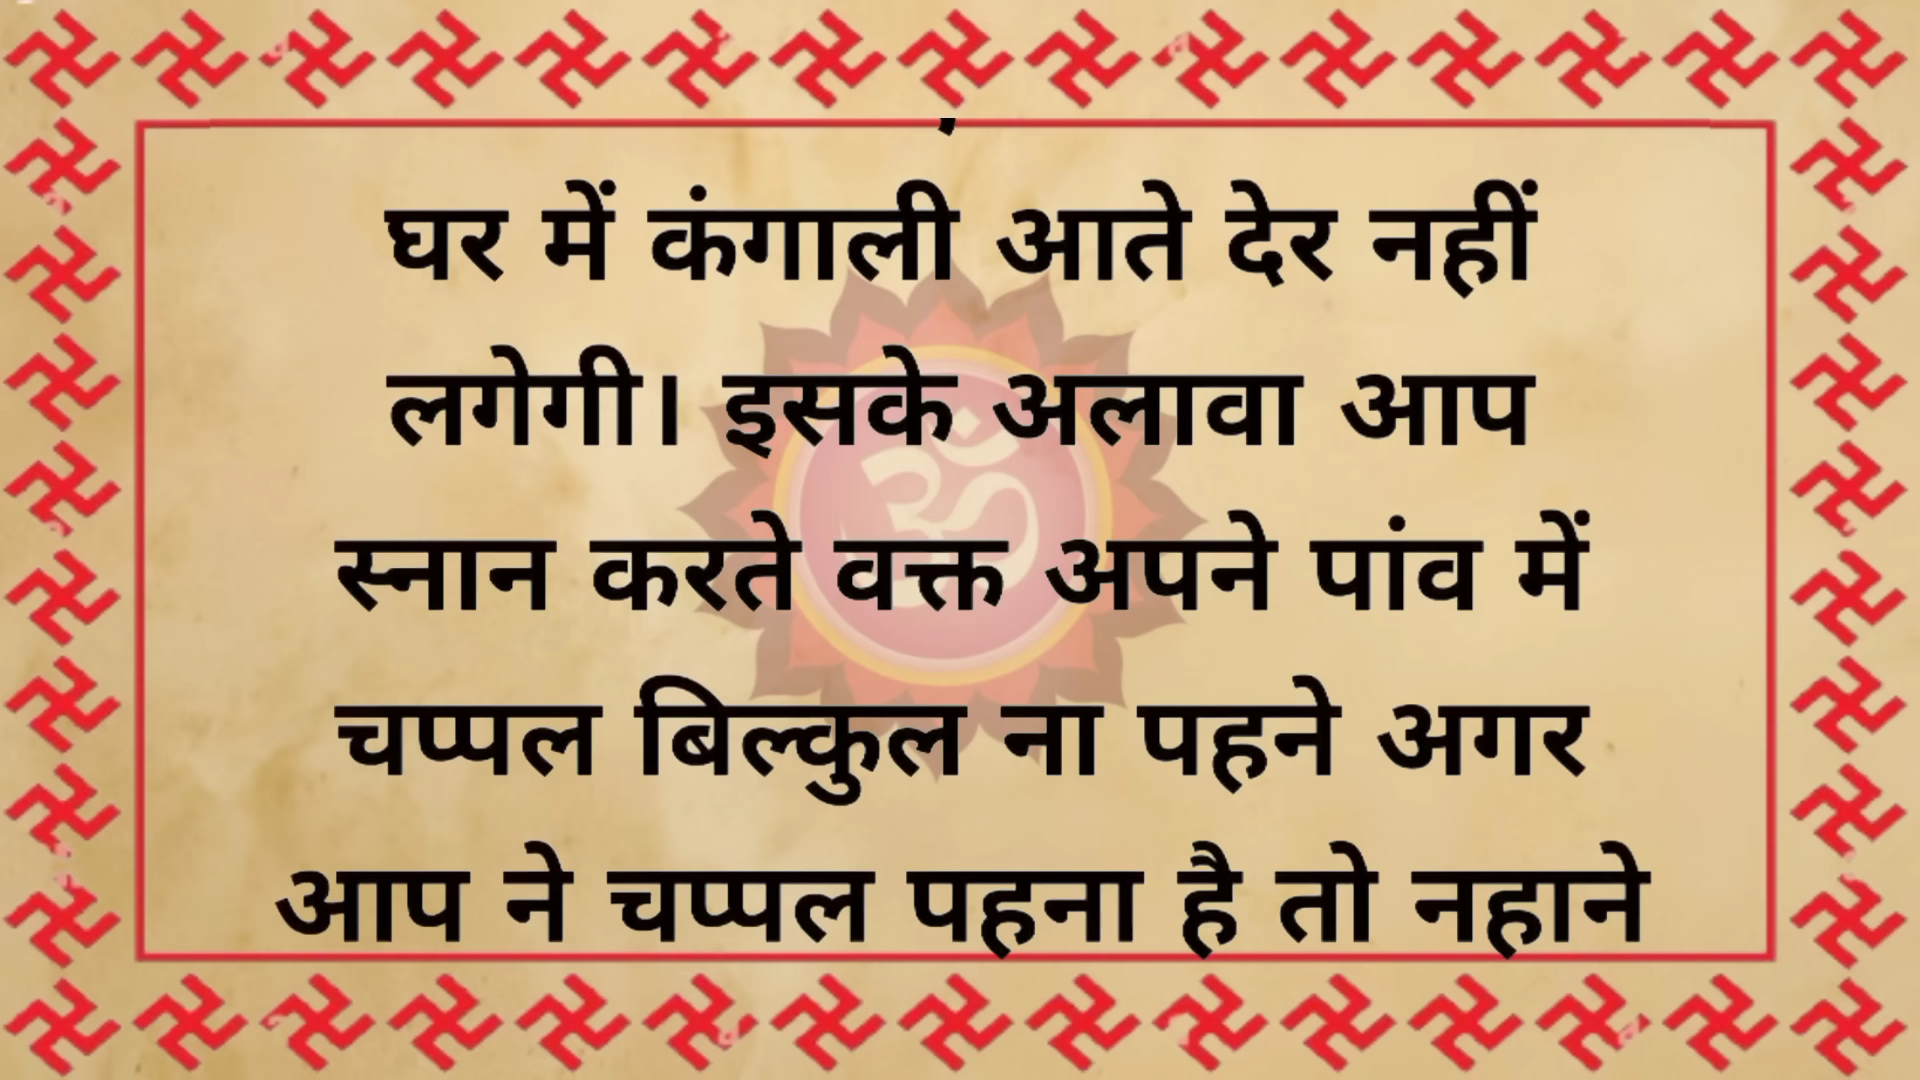 घर में कंगाली आते देर नहीं
लगेगी। इसके अलावा आप
स्नान करते वक्त अपने पांव में
चप्पल बिल्कुल ना पहने अगर
आप ने चप्पल पहना है तो नहाने